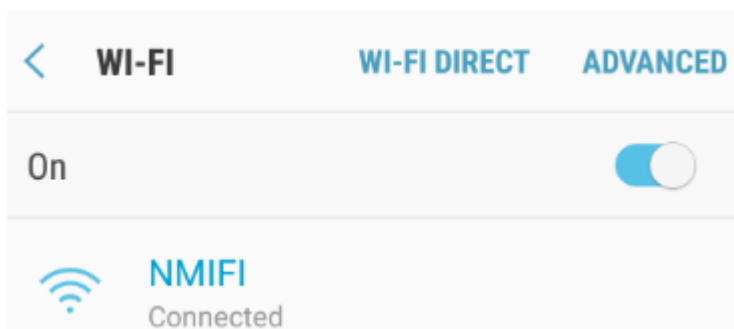 WI-FI WI-FI DIRECT ADVANCED
On
NMIFI
Connected